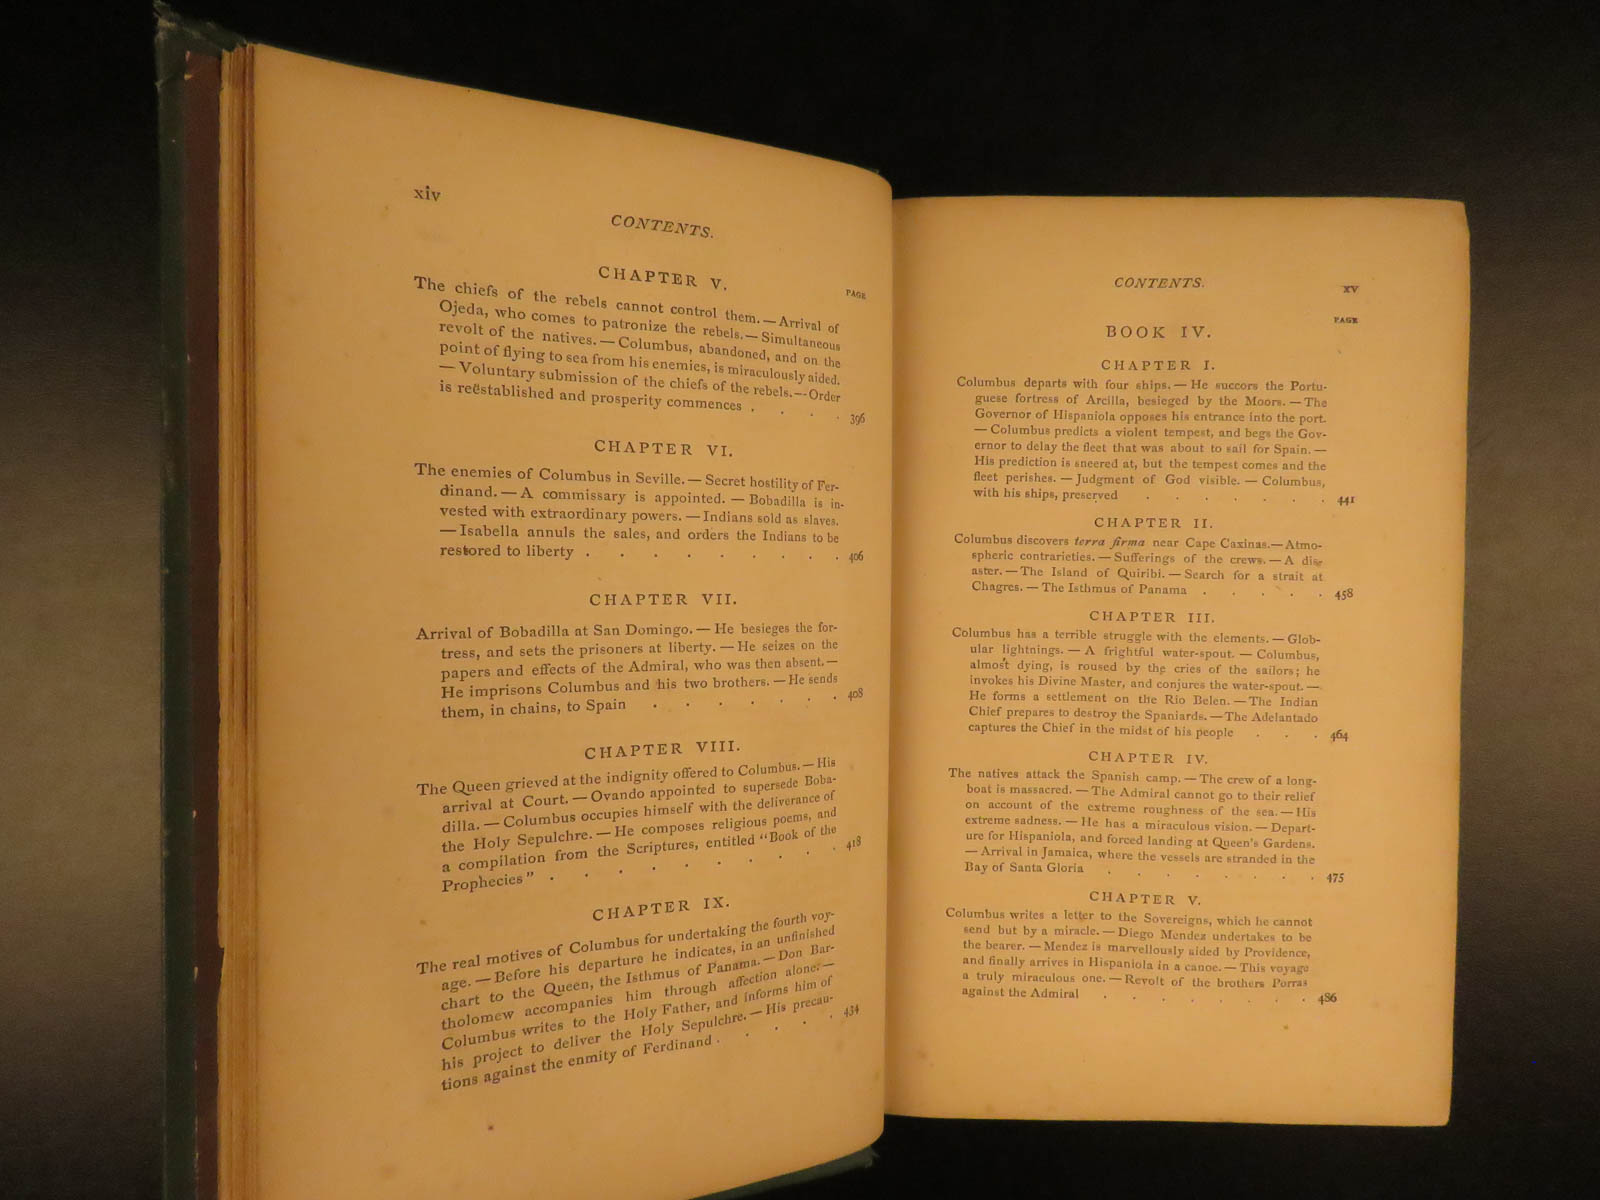 xiv
CONTENTS.
CHAPTER V.
PAGE
The chiefs of the rebels cannot control them. — Arrival of
Ojeda, who comes to patronize the rebels. — Simultaneous
revolt of the natives. — Columbus, abandoned, and on the
point of flying to sea from his enemies, is miraculously aided.
— Voluntary submission of the chiefs of the rebels. — Order
is reëstablished and prosperity commences . . . . 396
CHAPTER VI.
The enemies of Columbus in Seville. — Secret hostility of Fer-
dinand. — A commissary is appointed. — Bobadilla is in-
vested with extraordinary powers. — Indians sold as slaves.
— Isabella annuls the sales, and orders the Indians to be
restored to liberty . . . . . . . . 406
CHAPTER VII.
Arrival of Bobadilla at San Domingo. — He besieges the for-
tress, and sets the prisoners at liberty. — He seizes on the
papers and effects of the Admiral, who was then absent. —
He imprisons Columbus and his two brothers. — He sends
them, in chains, to Spain . . . . . . . 408
CHAPTER VIII.
The Queen grieved at the indignity offered to Columbus. — His
arrival at Court. — Ovando appointed to supersede Boba-
dilla. — Columbus occupies himself with the deliverance of
the Holy Sepulchre. — He composes religious poems, and
a compilation from the Scriptures, entitled "Book of the
Prophecies" . . . . . . . . . 418
CHAPTER IX.
The real motives of Columbus for undertaking the fourth voy-
age. — Before his departure he indicates, in an unfinished
chart to the Queen, the Isthmus of Panama. — Don Bar-
tholomew accompanies him through affection alone. —
Columbus writes to the Holy Father, and informs him of
his project to deliver the Holy Sepulchre. — His precau-
tions against the enmity of Ferdinand . . . . . 434
CONTENTS.
xv
PAGE
BOOK IV.
CHAPTER I.
Columbus departs with four ships. — He succors the Portu-
guese fortress of Arcilla, besieged by the Moors. — The
Governor of Hispaniola opposes his entrance into the port.
— Columbus predicts a violent tempest, and begs the Gov-
ernor to delay the fleet that was about to sail for Spain. —
His prediction is sneered at, but the tempest comes and the
fleet perishes. — Judgment of God visible. — Columbus,
with his ships, preserved . . . . . . . 441
CHAPTER II.
Columbus discovers terra firma near Cape Caxinas. — Atmo-
spheric contrarieties. — Sufferings of the crews. — A dis-
aster. — The Island of Quiribi. — Search for a strait at
Chagres. — The Isthmus of Panama . . . . . 458
CHAPTER III.
Columbus has a terrible struggle with the elements. — Glob-
ular lightnings. — A frightful water-spout. — Columbus,
almost dying, is roused by the cries of the sailors; he
invokes his Divine Master, and conjures the water-spout. —
He forms a settlement on the Rio Belen. — The Indian
Chief prepares to destroy the Spaniards. — The Adelantado
captures the Chief in the midst of his people . . . 464
CHAPTER IV.
The natives attack the Spanish camp. — The crew of a long-
boat is massacred. — The Admiral cannot go to their relief
on account of the extreme roughness of the sea. — His
extreme sadness. — He has a miraculous vision. — Depart-
ure for Hispaniola, and forced landing at Queen's Gardens.
— Arrival in Jamaica, where the vessels are stranded in the
Bay of Santa Gloria . . . . . . . 475
CHAPTER V.
Columbus writes a letter to the Sovereigns, which he cannot
send but by a miracle. — Diego Mendez undertakes to be
the bearer. — Mendez is marvellously aided by Providence,
and finally arrives in Hispaniola in a canoe. — This voyage
a truly miraculous one. — Revolt of the brothers Porras
against the Admiral . . . . . . . . 486